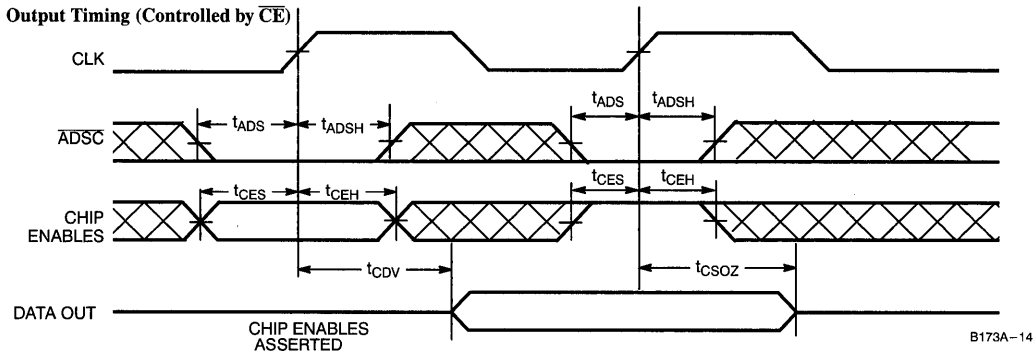 Output Timing (Controlled by CE)
CLK
tADS tADSH tADS tADSH
ADSC
tCES tCEH tCES tCEH
CHIP
ENABLES
tCDV tCSOZ
DATA OUT
CHIP ENABLES
ASSERTED
B173A-14